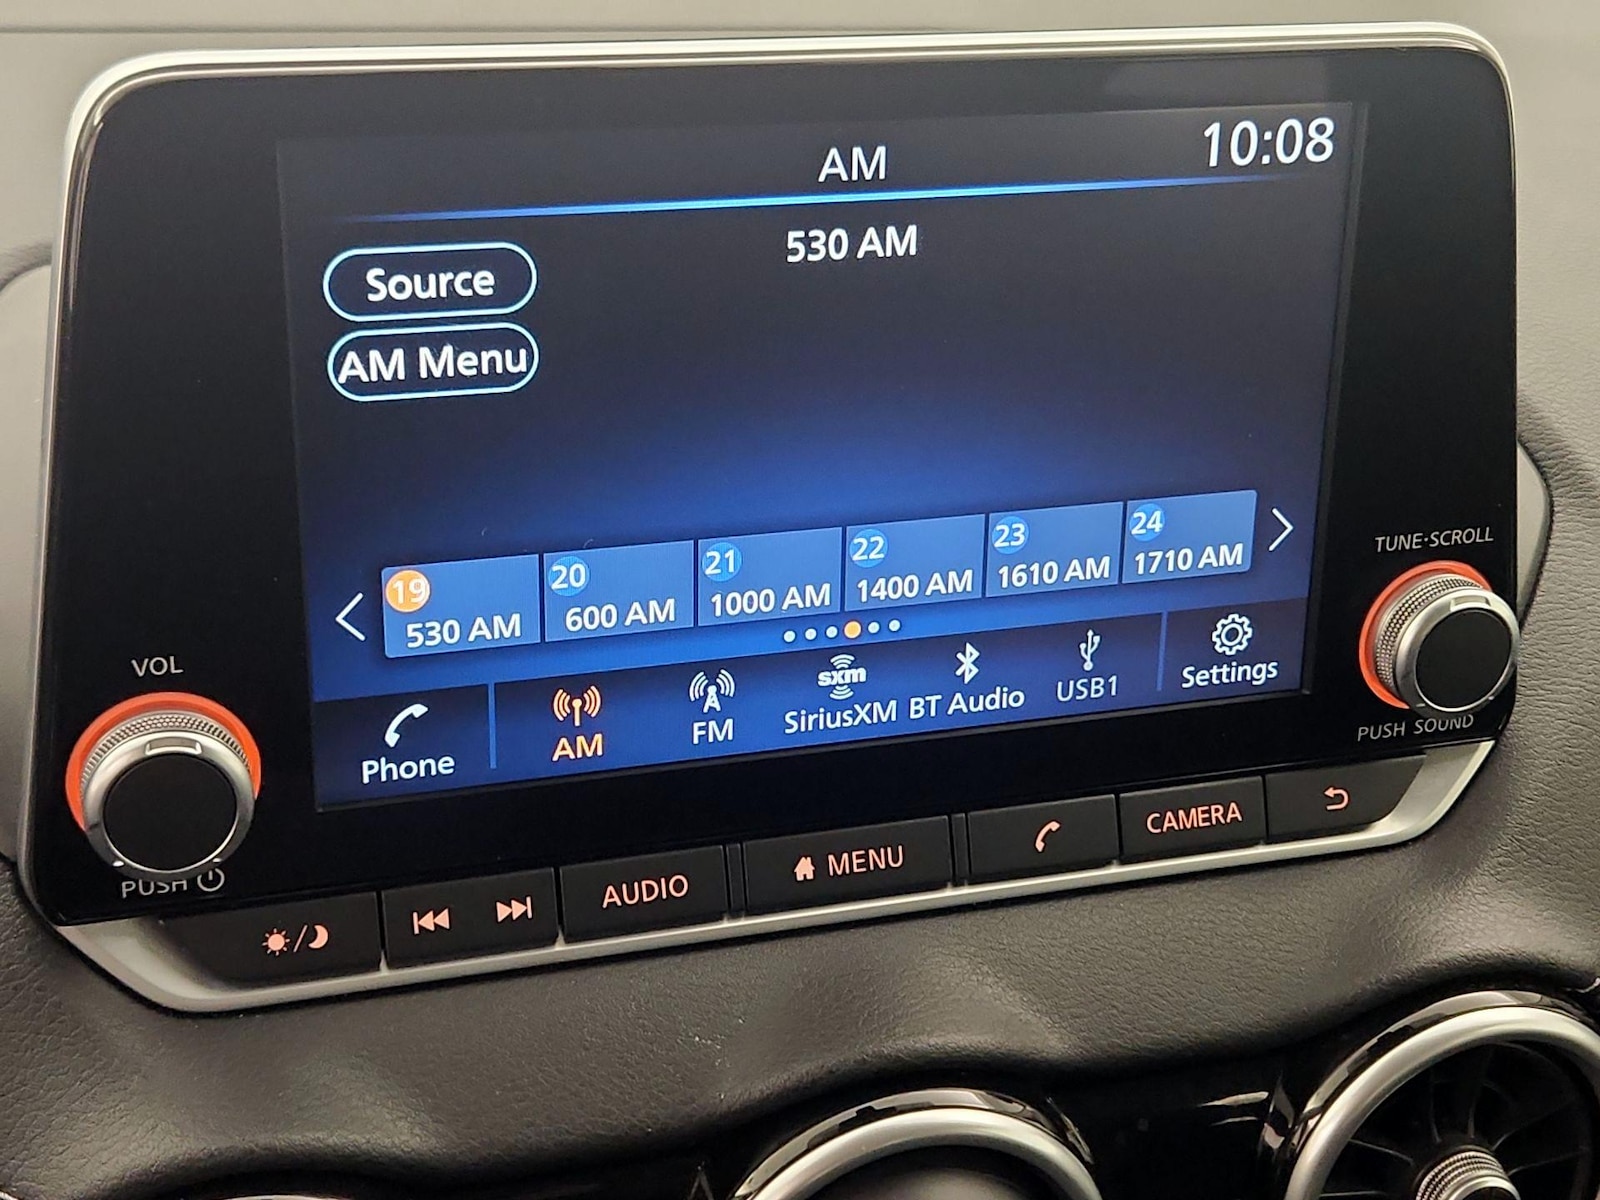 AM
10:08
530 AM
Source
AM Menu
19
530 AM
20
600 AM
21
1000 AM
22
1400 AM
23
1610 AM
24
1710 AM
Phone
AM
FM
sxm
SiriusXM
BT Audio
USB1
Settings
VOL
PUSH
TUNE·SCROLL
PUSH SOUND
AUDIO
MENU
CAMERA